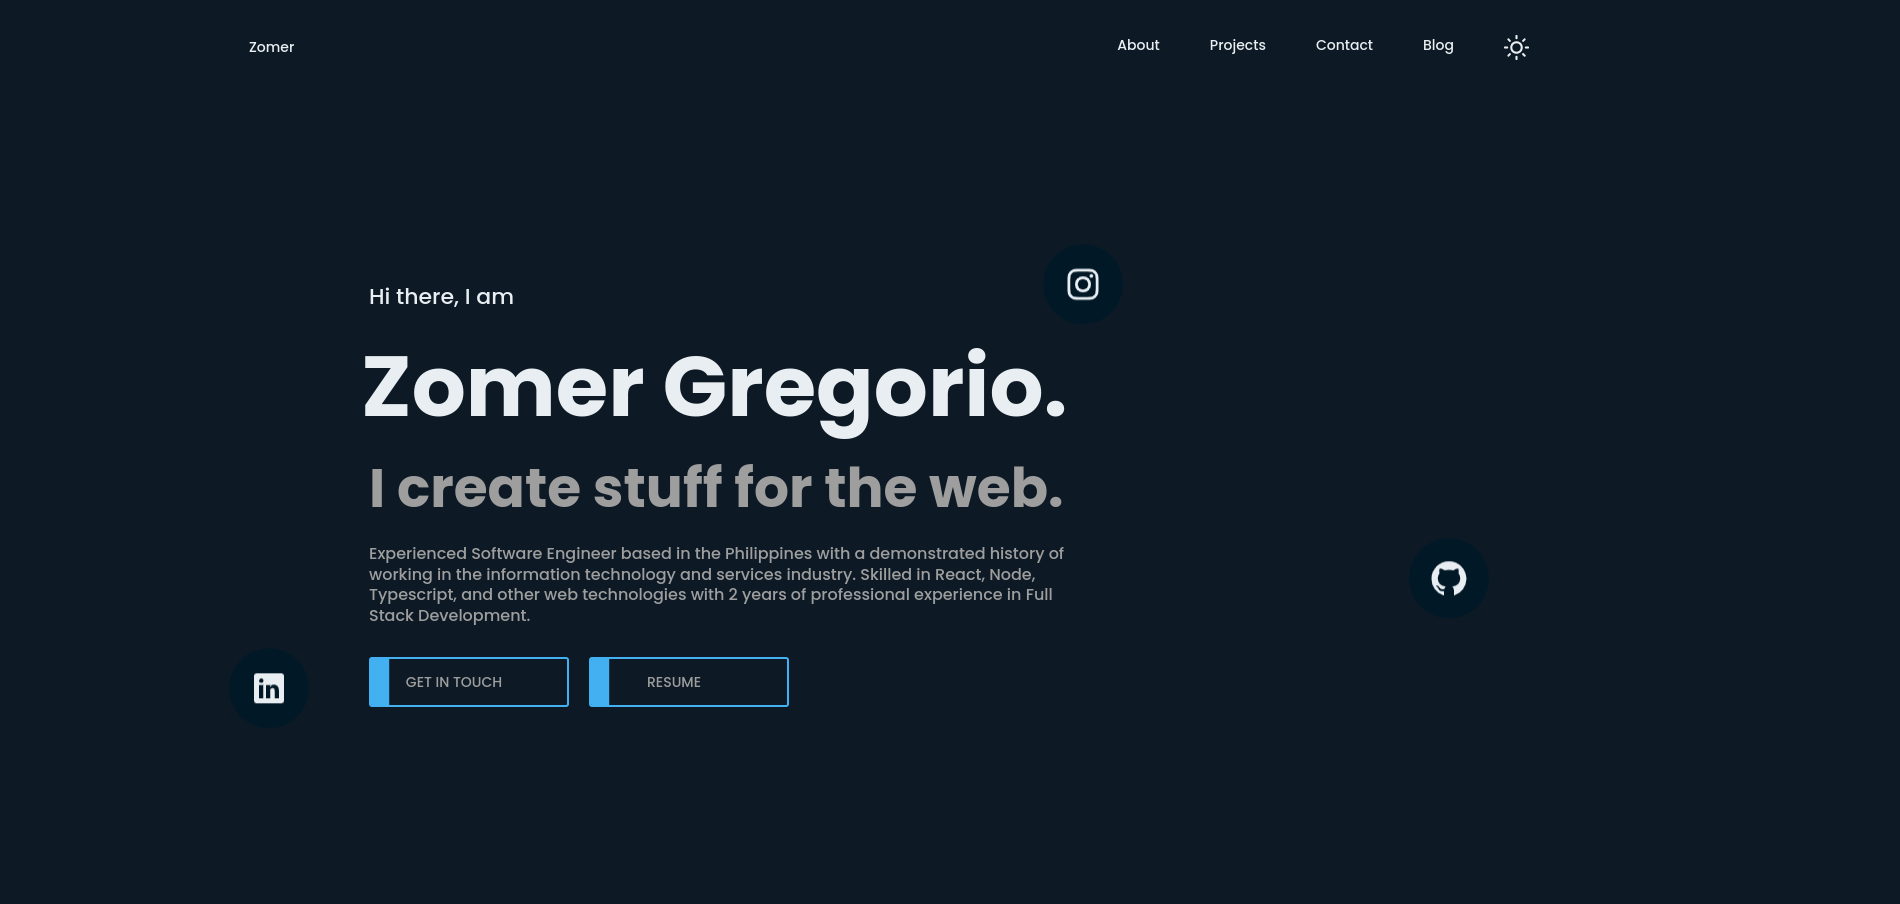 Zomer
About
Projects
Contact
Blog
Hi there, I am
Zomer Gregorio.
I create stuff for the web.
Experienced Software Engineer based in the Philippines with a demonstrated history of
working in the information technology and services industry. Skilled in React, Node,
Typescript, and other web technologies with 2 years of professional experience in Full
Stack Development.
in
GET IN TOUCH
RESUME